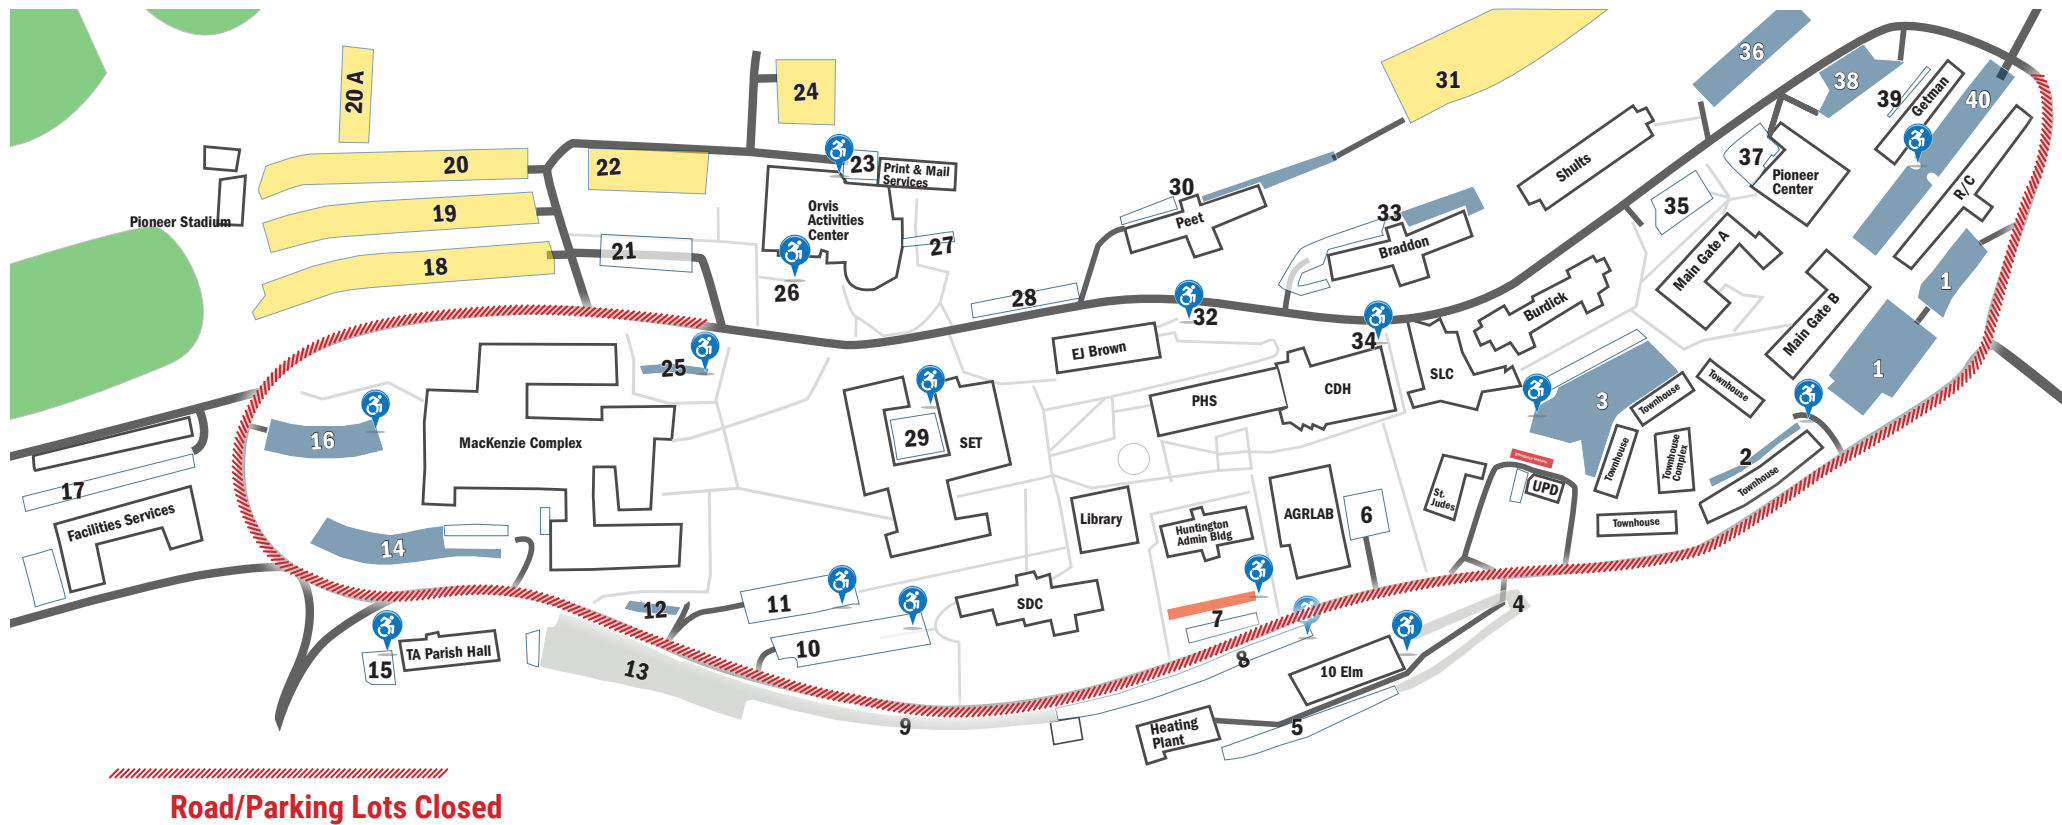 36
31
38
20 A
24
39
Getman
40
20
22
23
Print & Mail
Services
37
Pioneer
Center
Shults
30
R/C
Pioneer Stadium
19
Orvis
Activities
Center
Peet
33
35
21
27
Braddon
Main Gate A
18
26
28
32
Burdick
1
Main Gate B
34
EJ Brown
25
SLC
1
CDH
PHS
3
Townhouse
Townhouse
16
MacKenzie Complex
29
SET
2
Townhouse
Townhouse
Complex
Townhouse
17
Facilities Services
St.
Judes
UPD
Library
Huntington
Admin Bldg
AGRLAB
6
Townhouse
14
12
11
SDC
7
4
10
15
TA Parish Hall
13
8
10 Elm
9
Heating
Plant
5
Road/Parking Lots Closed